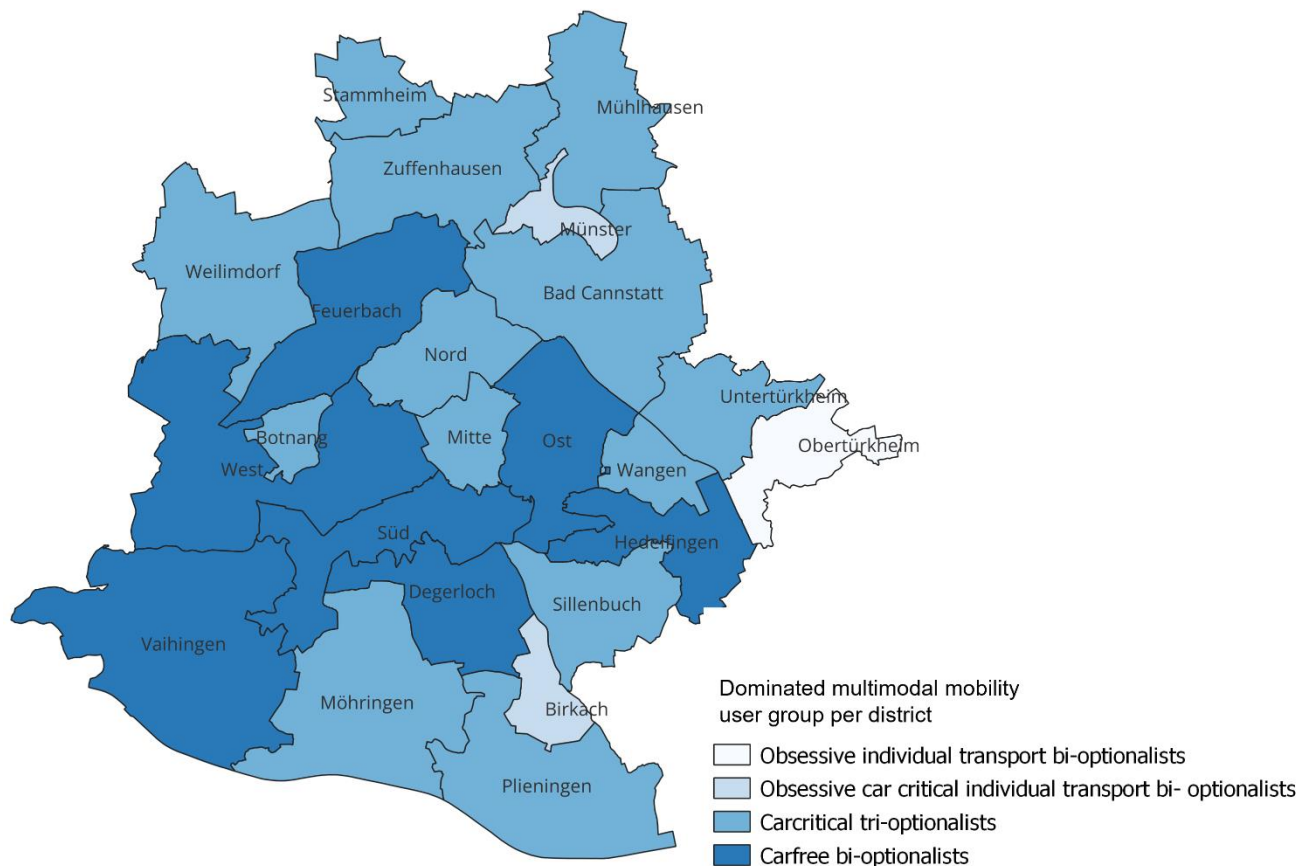 Stammheim
Mühlhausen
Zuffenhausen
Münster
Weilimdorf
Bad Cannstatt
Feuerbach
Nord
Untertürkheim
Botnang
Mitte
Ost
Obertürkheim
West
Wangen
Süd
Hedelfingen
Degerloch
Sillenbuch
Vaihingen
Möhringen
Birkach
Plieningen
Dominated multimodal mobility
user group per district
Obsessive individual transport bi-optionalists
Obsessive car critical individual transport bi- optionalists
Carcritical tri-optionalists
Carfree bi-optionalists